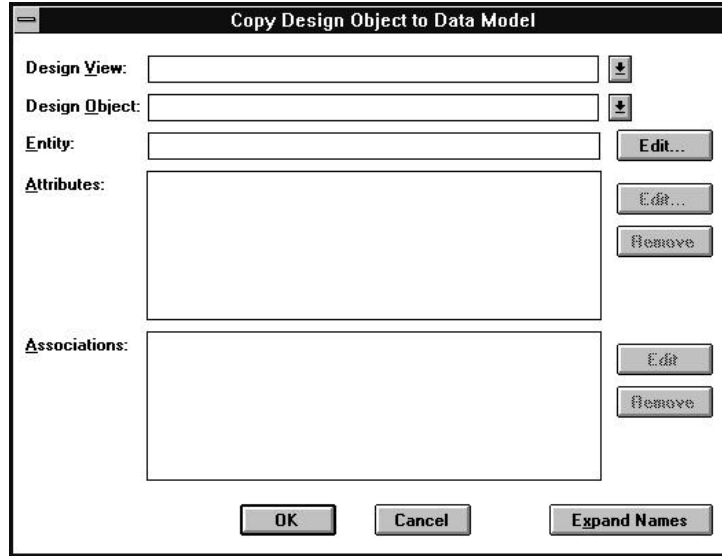 Copy Design Object to Data Model
Design View:
Design Object:
Entity:
Edit...
Attributes:
Edit...
Remove
Associations:
Edit
Remove
OK
Cancel
Expand Names